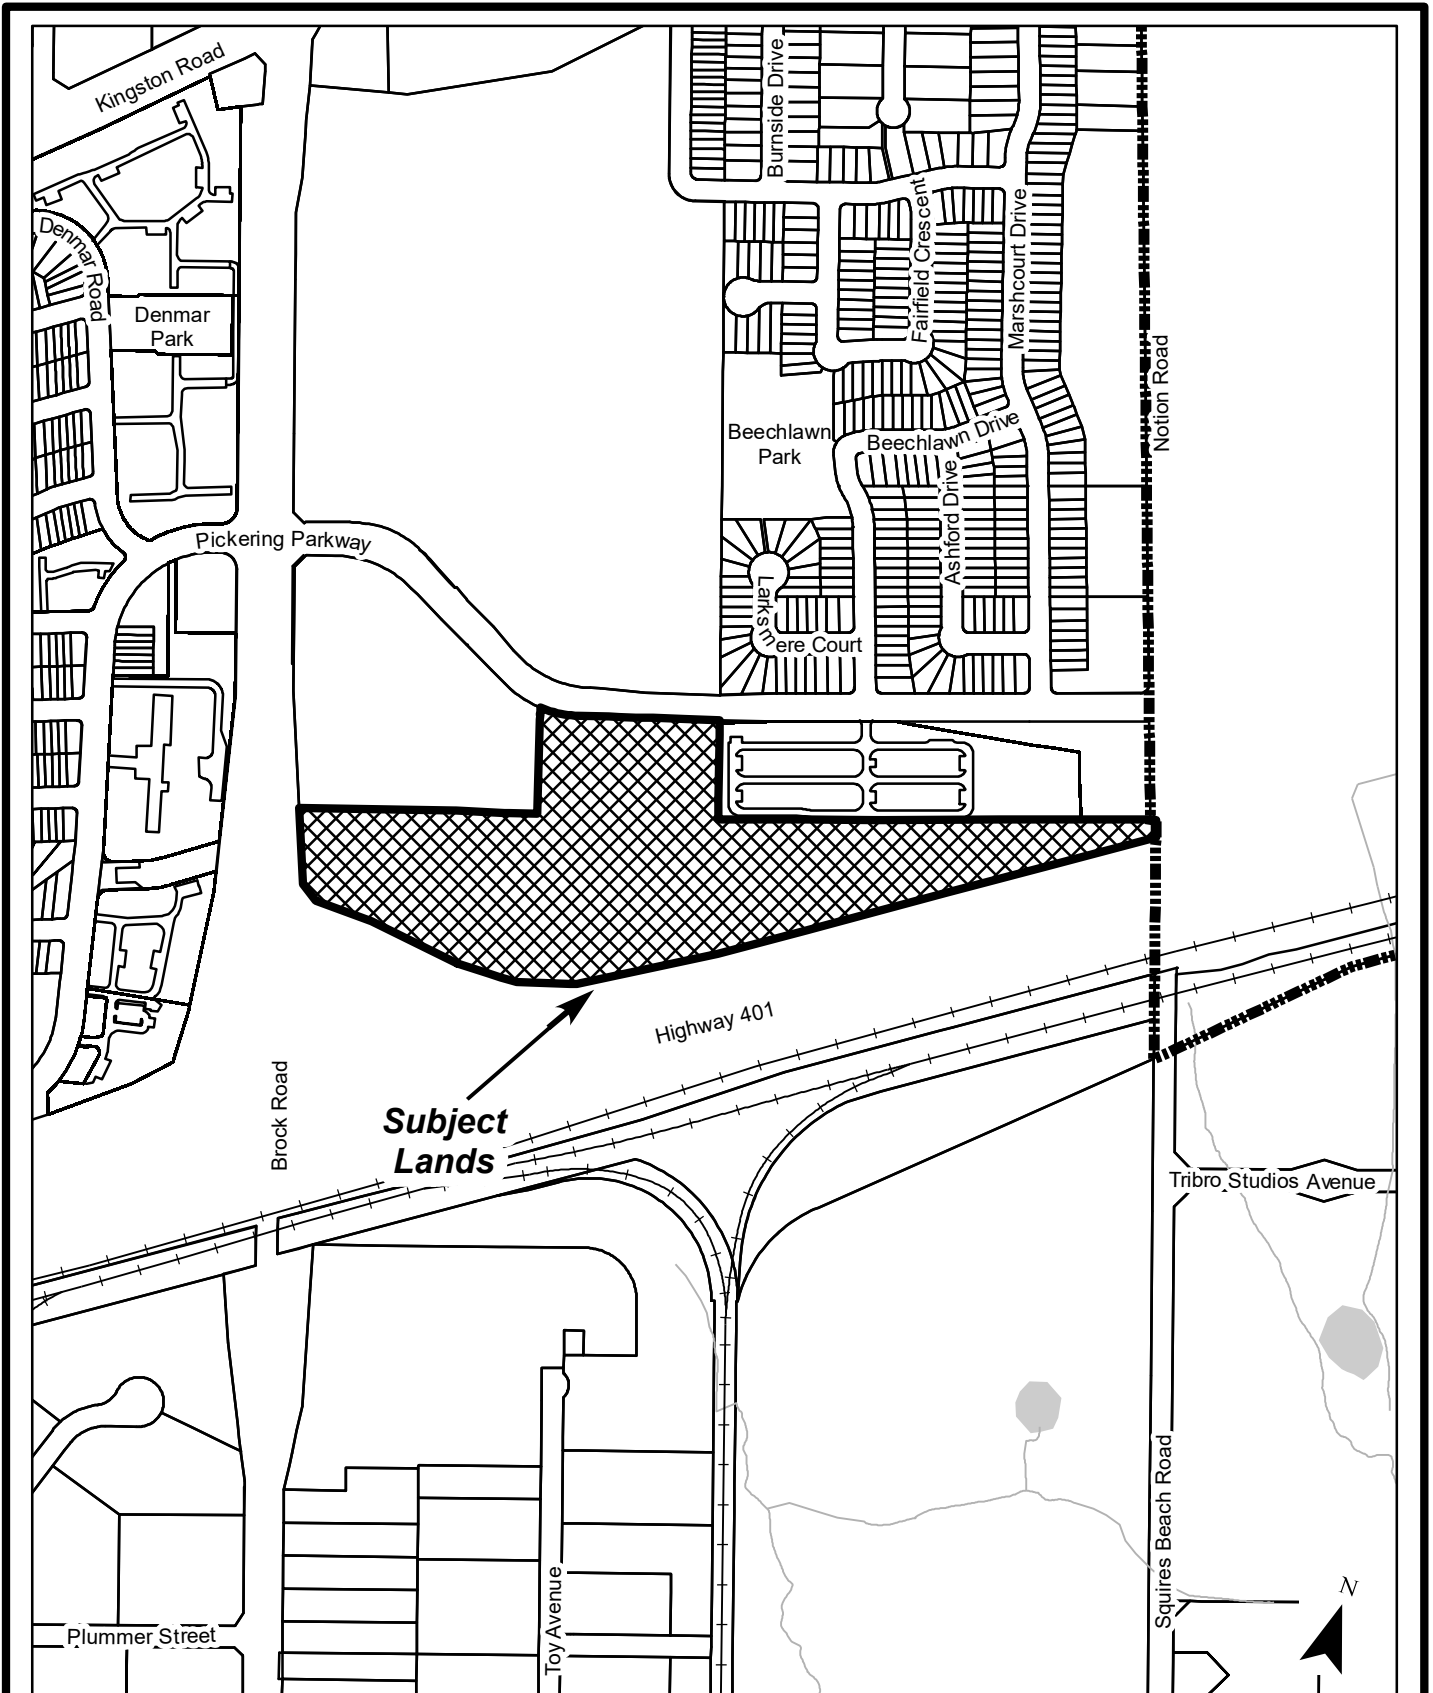 Kingston Road
Burnside Drive
Denmar Road
Fairfield Crescent
Marshcourt Drive
Denmar
Park
Notion Road
Beechlawn
Park
Beechlawn Drive
Ashford Drive
Pickering Parkway
Larksmere Court
Highway 401
Brock Road
Subject
Lands
Tribro Studios Avenue
Squires Beach Road
Toy Avenue
Plummer Street
N